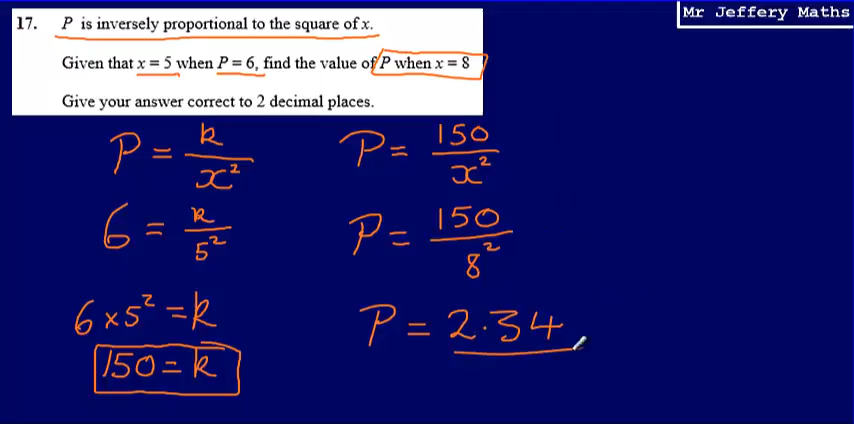 Mr Jeffery Maths
17. P is inversely proportional to the square of x.
Given that x = 5 when P = 6, find the value of P when x = 8
Give your answer correct to 2 decimal places.
P = k/x²
6 = k/5²
6 × 5² = k
150 = k
P = 150/x²
P = 150/8²
P = 2.34